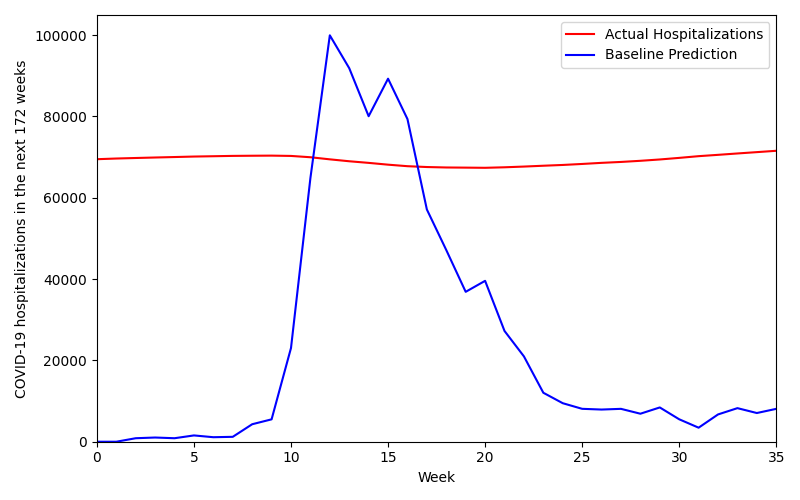 Actual Hospitalizations
Baseline Prediction
COVID-19 hospitalizations in the next 172 weeks
100000
80000
60000
40000
20000
0
0 5 10 15 20 25 30 35
Week